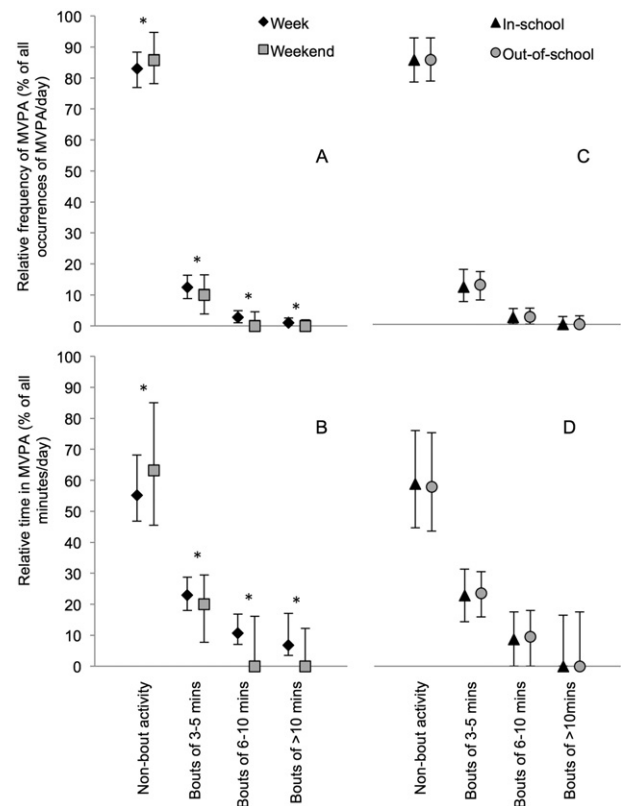 Week
Weekend
In-school
Out-of-school
Relative frequency of MVPA (% of all
occurrences of MVPA/day)
100
90
80
70
60
50
40
30
20
10
0
*
*
*
*
A
C
Relative time in MVPA (% of all
minutes/day)
100
90
80
70
60
50
40
30
20
10
0
*
*
*
*
B
D
Non-bout activity
Bouts of 3-5 mins
Bouts of 6-10 mins
Bouts of >10 mins
Non-bout activity
Bouts of 3-5 mins
Bouts of 6-10 mins
Bouts of >10mins